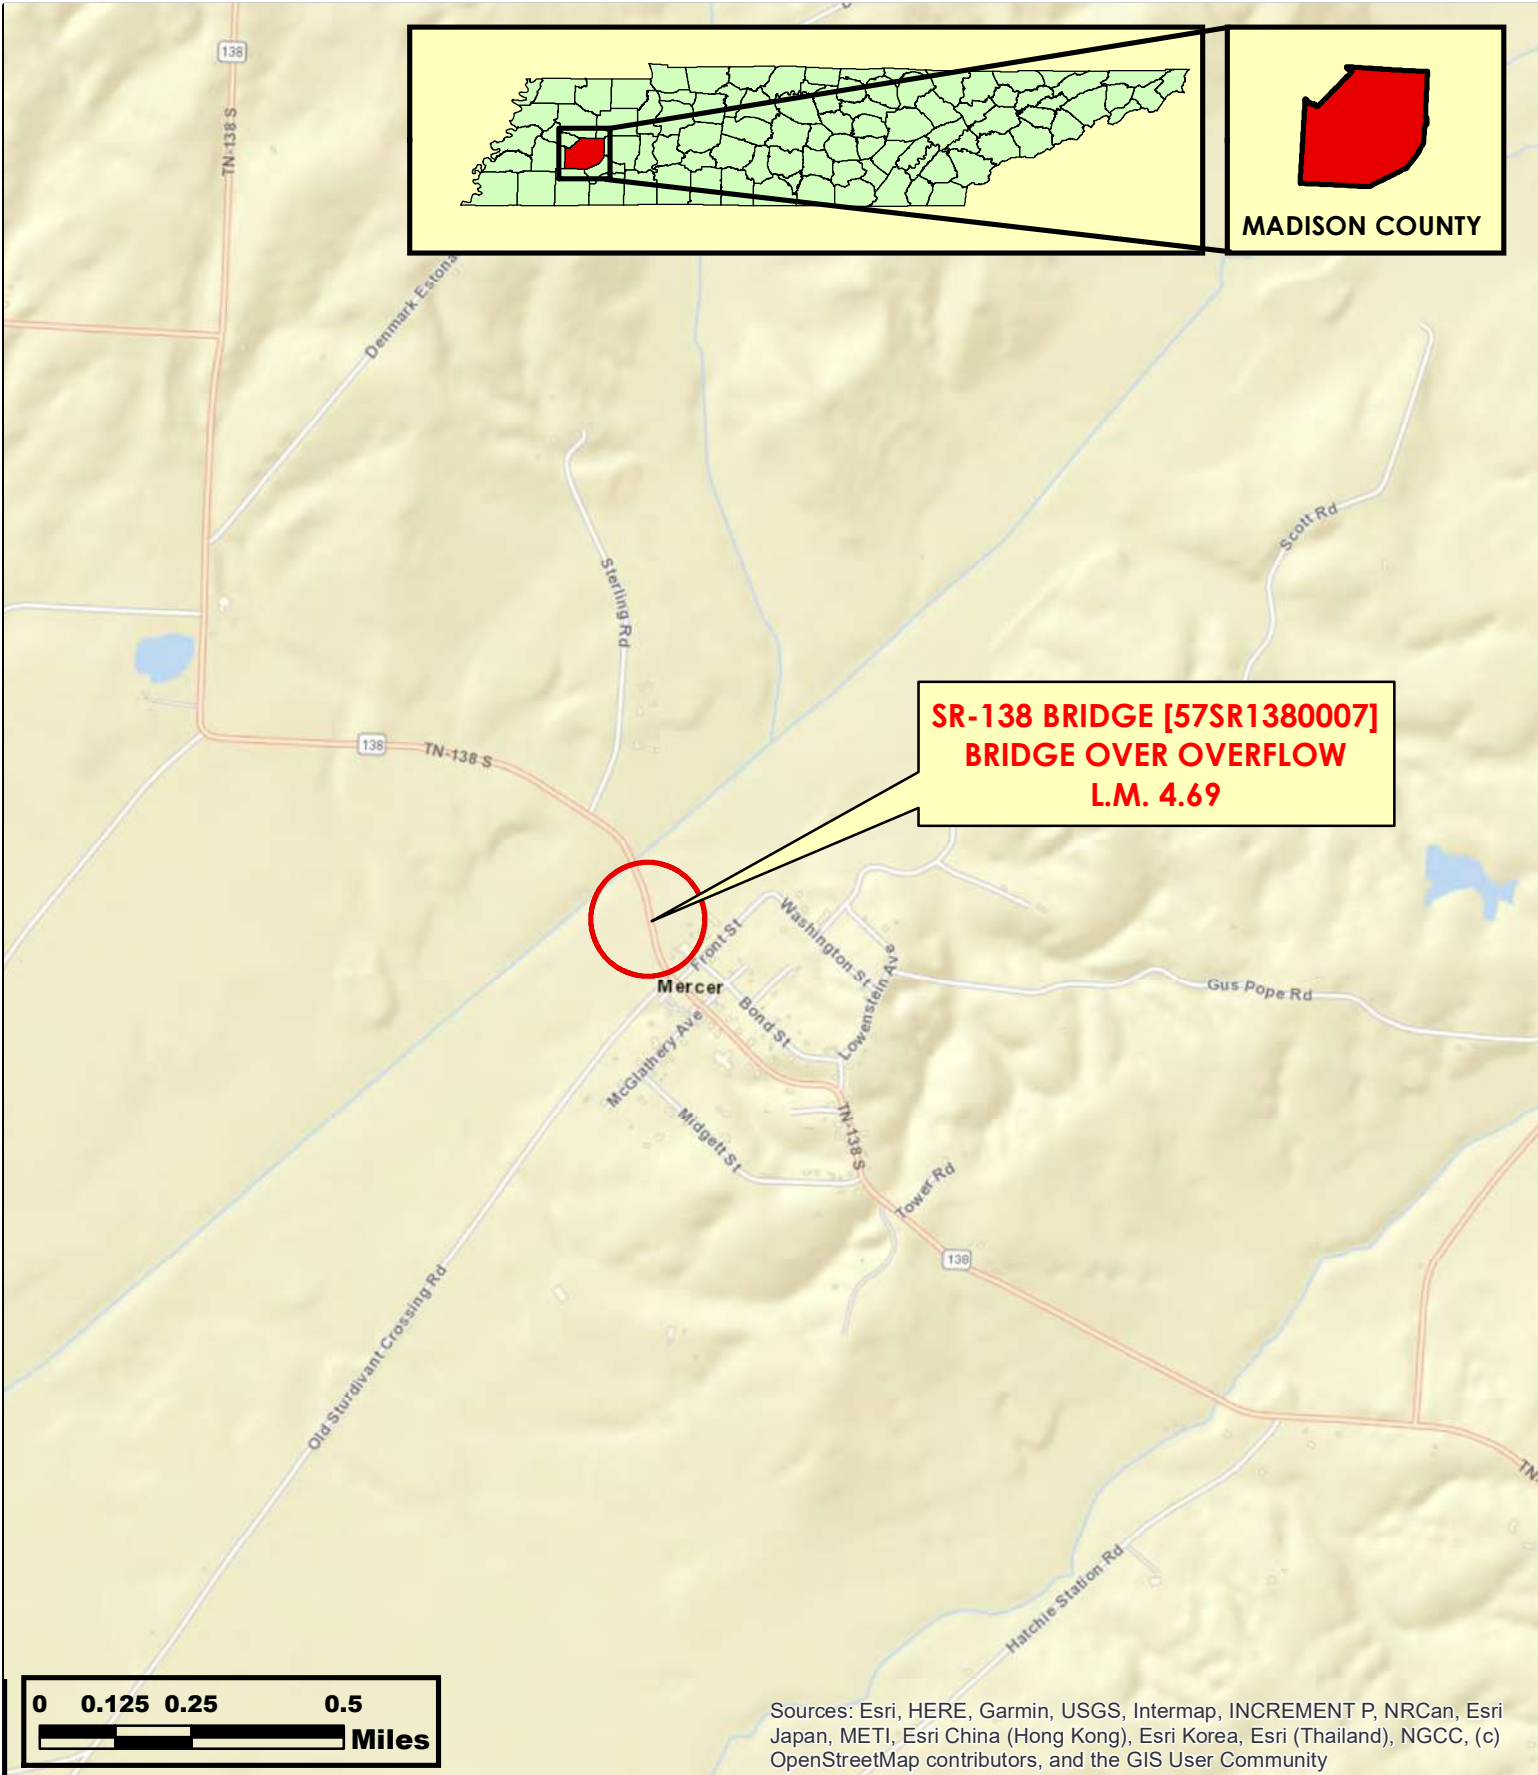 138
TN-138 S
MADISON COUNTY
Denmark Estona
Scott Rd
Sterling Rd
138
TN-138 S
SR-138 BRIDGE [57SR1380007]
BRIDGE OVER OVERFLOW
L.M. 4.69
Front St
Washington St
Lowenstein Ave
Mercer
Gus Pope Rd
Bond St
McGlathery Ave
Midgett St
TN-138 S
Tower Rd
138
Old Sturdivant Crossing Rd
TN-
Hatchie Station Rd
0 0.125 0.25 0.5
Miles
Sources: Esri, HERE, Garmin, USGS, Intermap, INCREMENT P, NRCan, Esri
Japan, METI, Esri China (Hong Kong), Esri Korea, Esri (Thailand), NGCC, (c)
OpenStreetMap contributors, and the GIS User Community